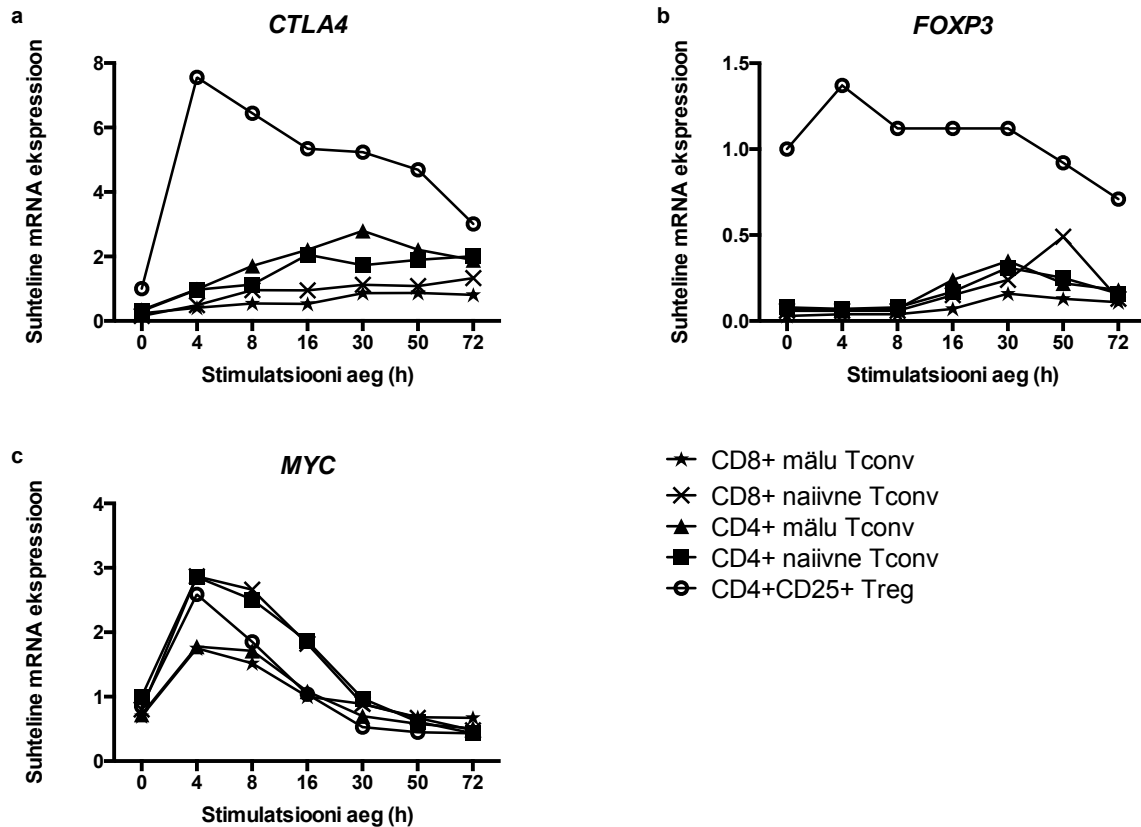 a
CTLA4
Suhteline mRNA ekspressioon
8
6
4
2
0
0 4 8 16 30 50 72
Stimulatsiooni aeg (h)
b
FOXP3
Suhteline mRNA ekspressioon
1.5
1.0
0.5
0.0
0 4 8 16 30 50 72
Stimulatsiooni aeg (h)
c
MYC
Suhteline mRNA ekspressioon
4
3
2
1
0
0 4 8 16 30 50 72
Stimulatsiooni aeg (h)
CD8+ mälu Tconv
CD8+ naiivne Tconv
CD4+ mälu Tconv
CD4+ naiivne Tconv
CD4+CD25+ Treg